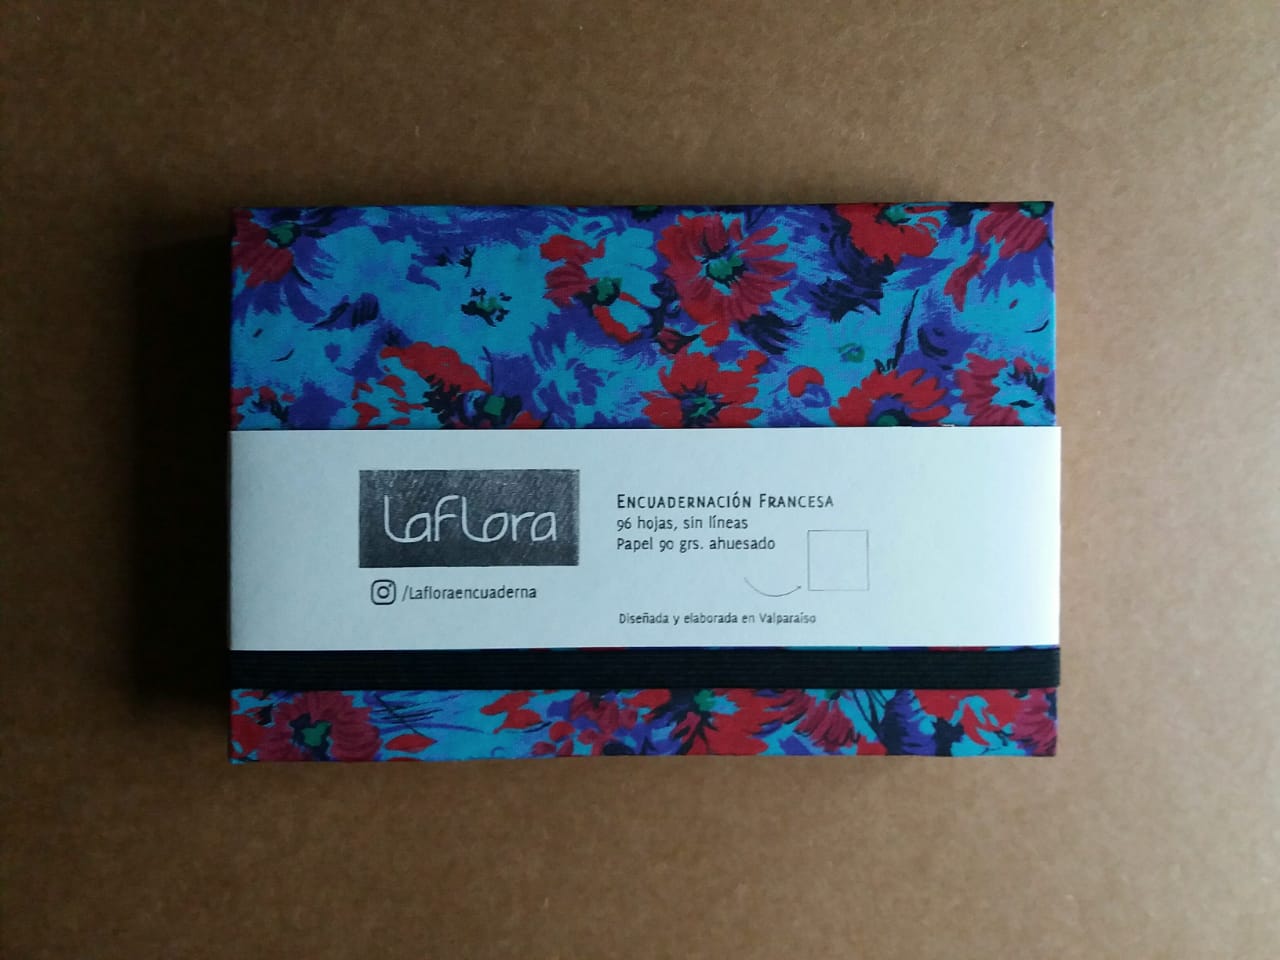 LaFlora
/Lafloraencuaderna
Encuadernación Francesa
96 hojas, sin líneas
Papel 90 grs. ahuesado
Diseñada y elaborada en Valparaíso